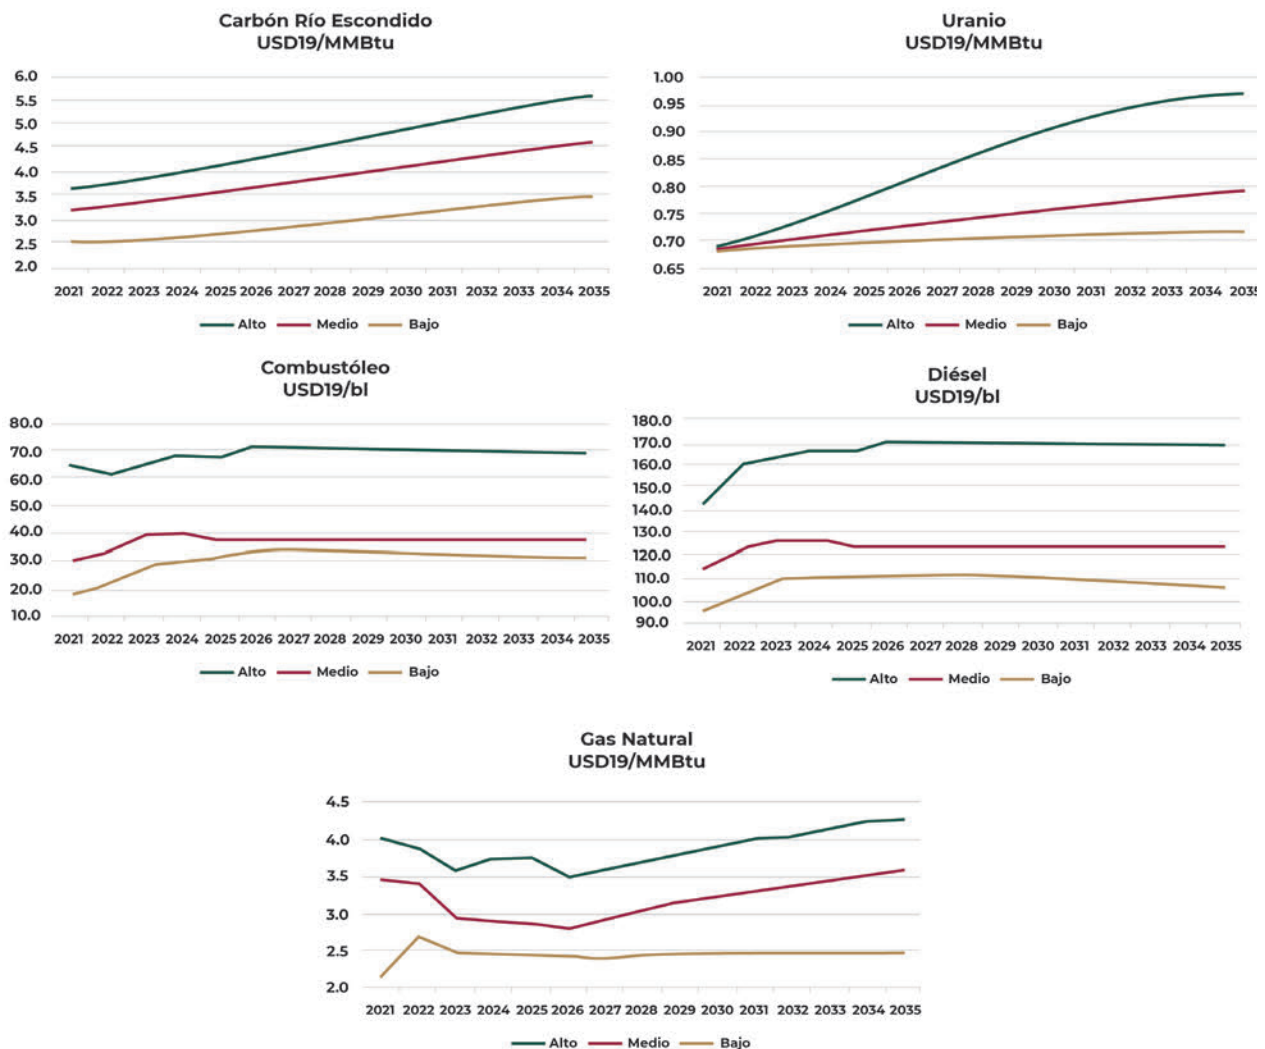 Carbón Río Escondido
USD19/MMBtu
6.0
5.5
5.0
4.5
4.0
3.5
3.0
2.5
2.0
2021 2022 2023 2024 2025 2026 2027 2028 2029 2030 2031 2032 2033 2034 2035
Alto Medio Bajo
Uranio
USD19/MMBtu
1.00
0.95
0.90
0.85
0.80
0.75
0.70
0.65
2021 2022 2023 2024 2025 2026 2027 2028 2029 2030 2031 2032 2033 2034 2035
Alto Medio Bajo
Combustóleo
USD19/bl
80.0
70.0
60.0
50.0
40.0
30.0
20.0
10.0
2021 2022 2023 2024 2025 2026 2027 2028 2029 2030 2031 2032 2033 2034 2035
Alto Medio Bajo
Diésel
USD19/bl
180.0
170.0
160.0
150.0
140.0
130.0
120.0
110.0
100.0
90.0
2021 2022 2023 2024 2025 2026 2027 2028 2029 2030 2031 2032 2033 2034 2035
Alto Medio Bajo
Gas Natural
USD19/MMBtu
4.5
4.0
3.5
3.0
2.5
2.0
2021 2022 2023 2024 2025 2026 2027 2028 2029 2030 2031 2032 2033 2034 2035
Alto Medio Bajo